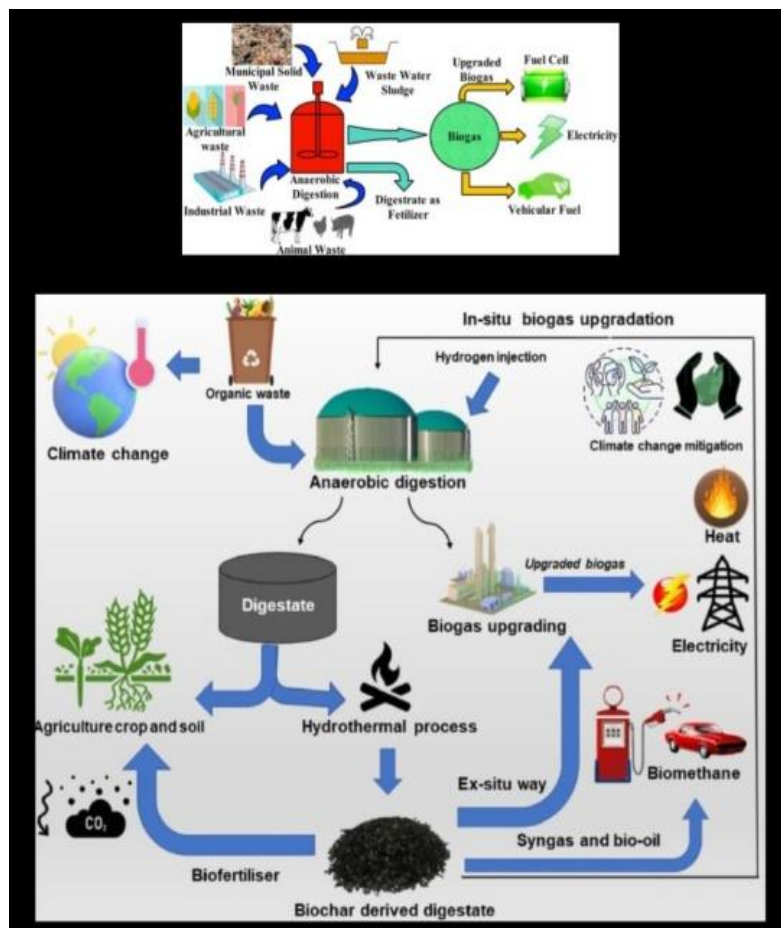 Municipal Solid
Waste
Waste Water
Sludge
Upgraded
Biogas
Fuel Cell
Agricultural
waste
Biogas
Electricity
Industrial Waste
Anaerobic
Digestion
Digestrate as
Fetilizer
Vehicular Fuel
Animal Waste
In-situ biogas upgradation
Hydrogen injection
Organic waste
Climate change
Climate change mitigation
Anaerobic digestion
Heat
Digestate
Upgraded biogas
Biogas upgrading
Electricity
Agriculture crop and soil
Hydrothermal process
Biomethane
Ex-situ way
CO₂
Syngas and bio-oil
Biofertiliser
Biochar derived digestate